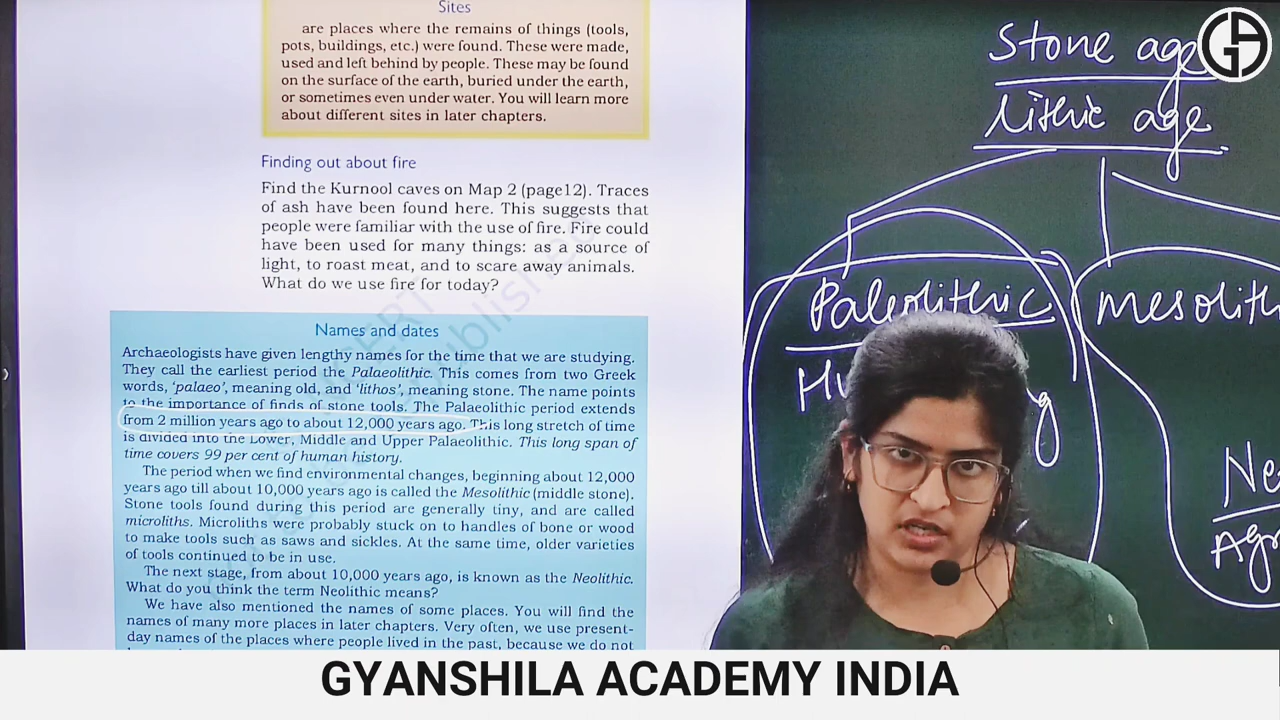 Sites
are places where the remains of things (tools,
pots, buildings, etc.) were found. These were made,
used and left behind by people. These may be found
on the surface of the earth, buried under the earth,
or sometimes even under water. You will learn more
about different sites in later chapters.
Finding out about fire
Find the Kurnool caves on Map 2 (page12). Traces
of ash have been found here. This suggests that
people were familiar with the use of fire. Fire could
have been used for many things: as a source of
light, to roast meat, and to scare away animals.
What do we use fire for today?
Names and dates
Archaeologists have given lengthy names for the time that we are studying.
They call the earliest period the Palaeolithic. This comes from two Greek
words, ‘palaeo’, meaning old, and ‘lithos’, meaning stone. The name points
to the importance of finds of stone tools. The Palaeolithic period extends
from 2 million years ago to about 12,000 years ago. This long stretch of time
is divided into the Lower, Middle and Upper Palaeolithic. This long span of
time covers 99 per cent of human history.
The period when we find environmental changes, beginning about 12,000
years ago till about 10,000 years ago is called the Mesolithic (middle stone).
Stone tools found during this period are generally tiny, and are called
microliths. Microliths were probably stuck on to handles of bone or wood
to make tools such as saws and sickles. At the same time, older varieties
of tools continued to be in use.
The next stage, from about 10,000 years ago, is known as the Neolithic.
What do you think the term Neolithic means?
We have also mentioned the names of some places. You will find the
names of many more places in later chapters. Very often, we use present-
day names of the places where people lived in the past, because we do not
Stone age
lithic age
Paleolithic
mesolith
Ne
Agr
GA
GYANSHILA ACADEMY INDIA